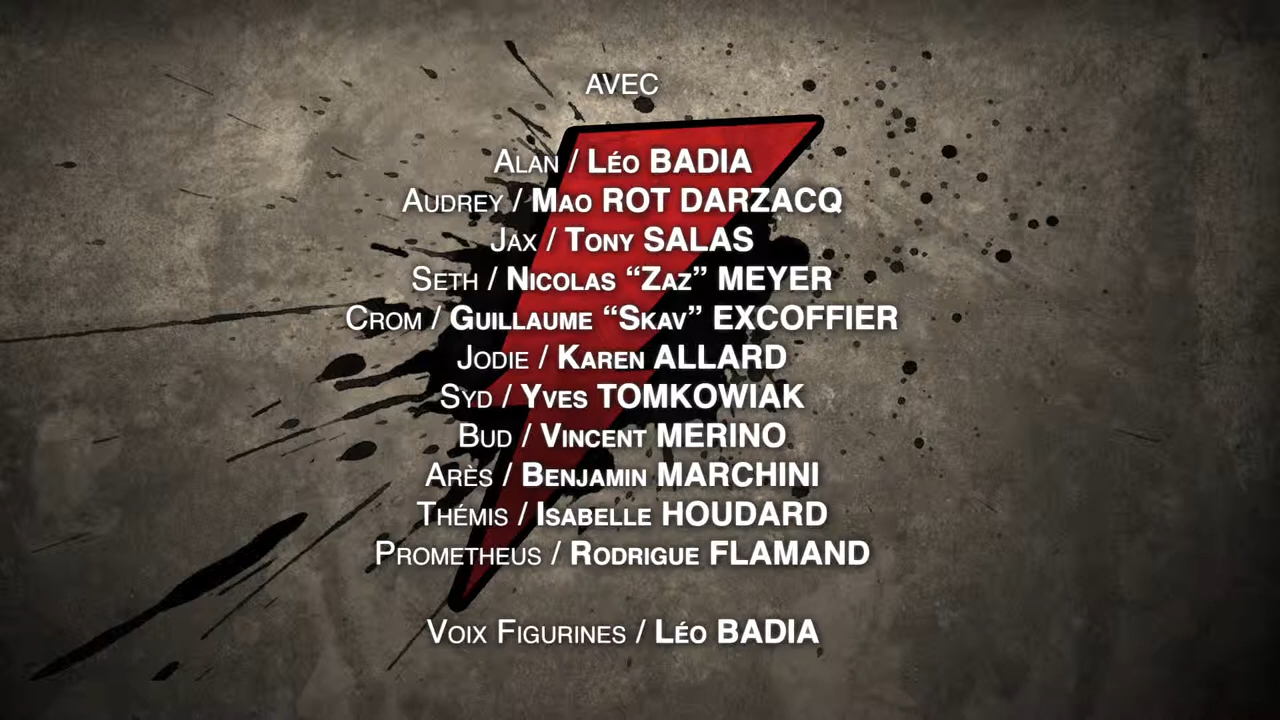 AVEC
Alan / Léo BADIA
Audrey / Mao ROT DARZACQ
Jax / Tony SALAS
Seth / Nicolas “Zaz” MEYER
Crom / Guillaume “Skav” EXCOFFIER
Jodie / Karen ALLARD
Syd / Yves TOMKOWIAK
Bud / Vincent MERINO
Arès / Benjamin MARCHINI
Thémis / Isabelle HOUDARD
Prometheus / Rodrigue FLAMAND
Voix Figurines / Léo BADIA